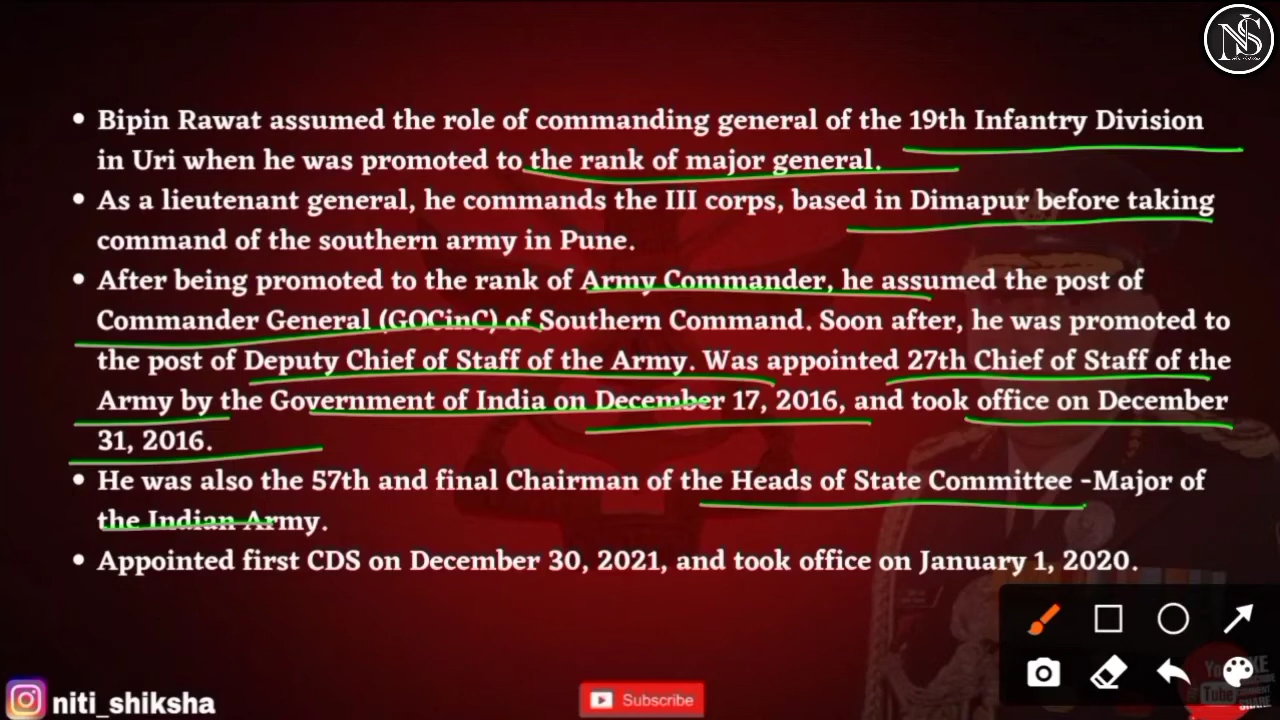 NS
• Bipin Rawat assumed the role of commanding general of the 19th Infantry Division
in Uri when he was promoted to the rank of major general.
• As a lieutenant general, he commands the III corps, based in Dimapur before taking
command of the southern army in Pune.
• After being promoted to the rank of Army Commander, he assumed the post of
Commander General (GOCinC) of Southern Command. Soon after, he was promoted to
the post of Deputy Chief of Staff of the Army. Was appointed 27th Chief of Staff of the
Army by the Government of India on December 17, 2016, and took office on December
31, 2016.
• He was also the 57th and final Chairman of the Heads of State Committee -Major of
the Indian Army.
• Appointed first CDS on December 30, 2021, and took office on January 1, 2020.
niti_shiksha
Subscribe